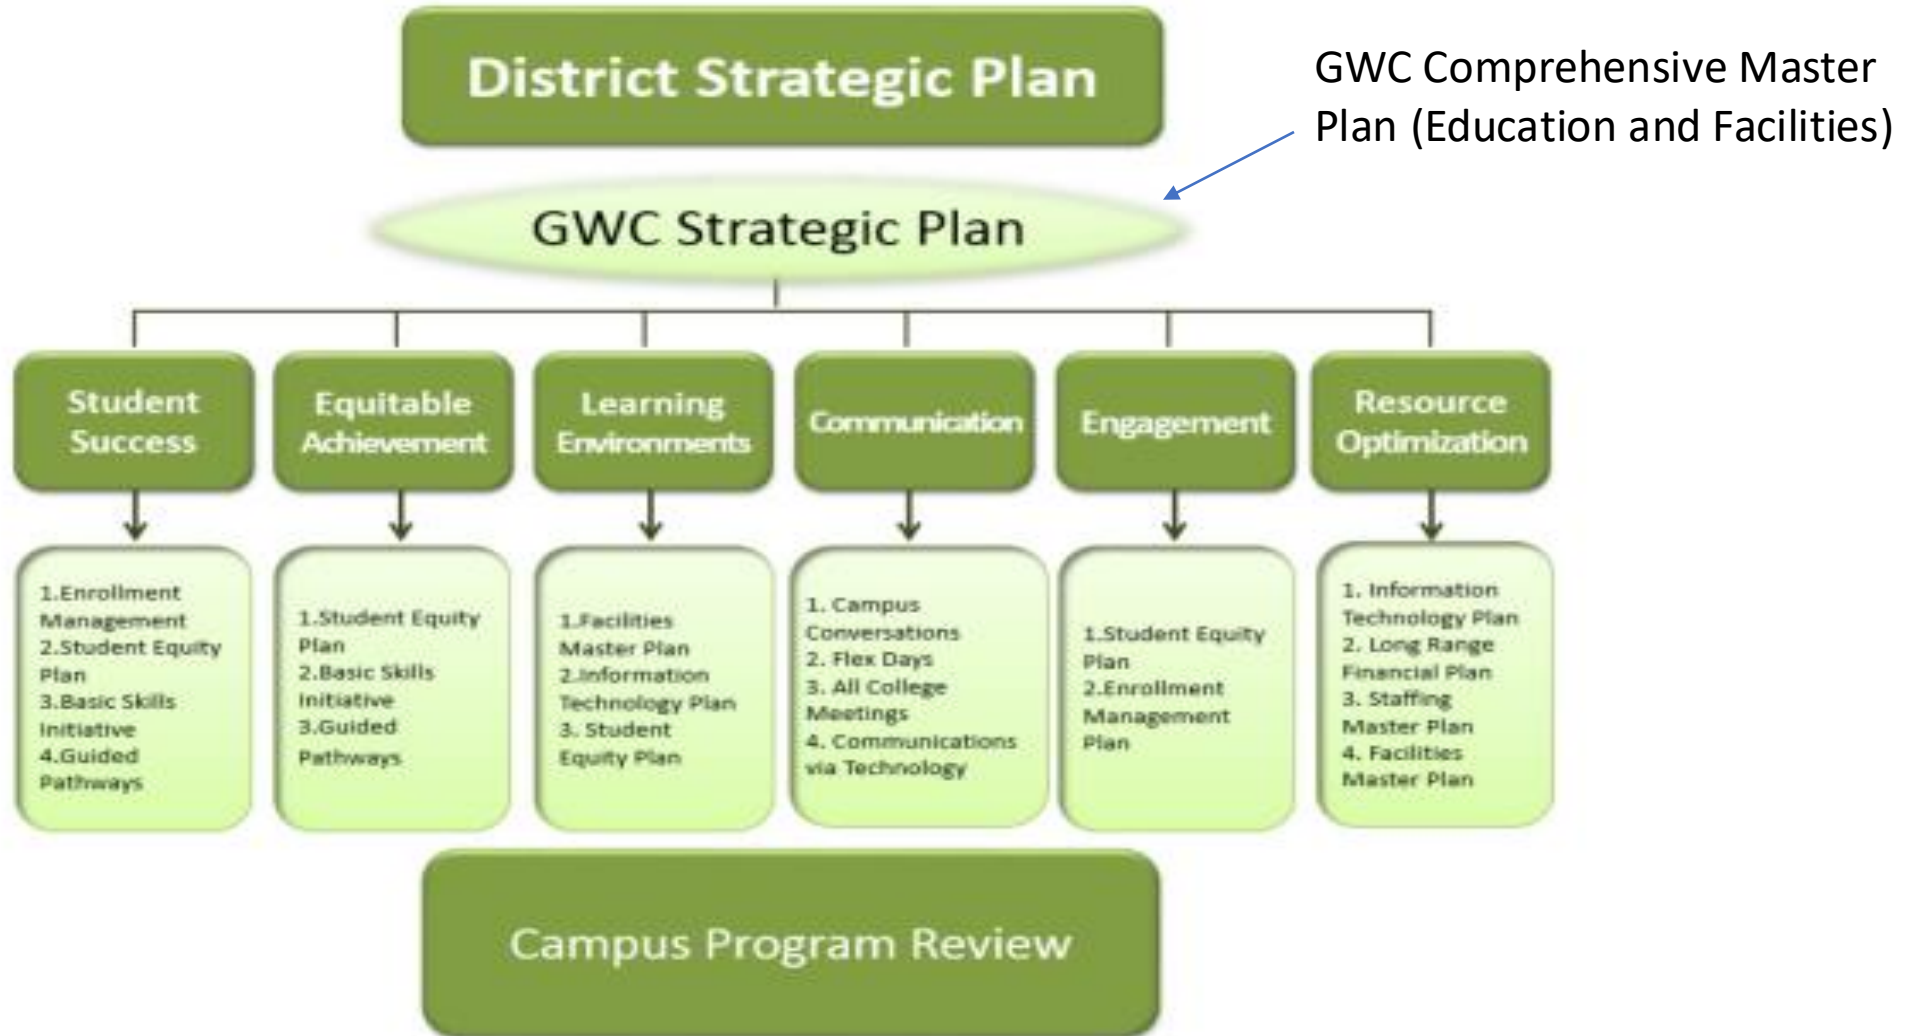 District Strategic Plan
GWC Comprehensive Master
Plan (Education and Facilities)
GWC Strategic Plan
Student
Success
Equitable
Achievement
Learning
Environments
Communication
Engagement
Resource
Optimization
1.Enrollment
Management
2.Student Equity
Plan
3.Basic Skills
Initiative
4.Guided
Pathways
1.Student Equity
Plan
2.Basic Skills
Initiative
3.Guided
Pathways
1.Facilities
Master Plan
2.Information
Technology Plan
3. Student
Equity Plan
1. Campus
Conversations
2. Flex Days
3. All College
Meetings
4. Communications
via Technology
1.Student Equity
Plan
2.Enrollment
Management
Plan
1. Information
Technology Plan
2. Long Range
Financial Plan
3. Staffing
Master Plan
4. Facilities
Master Plan
Campus Program Review